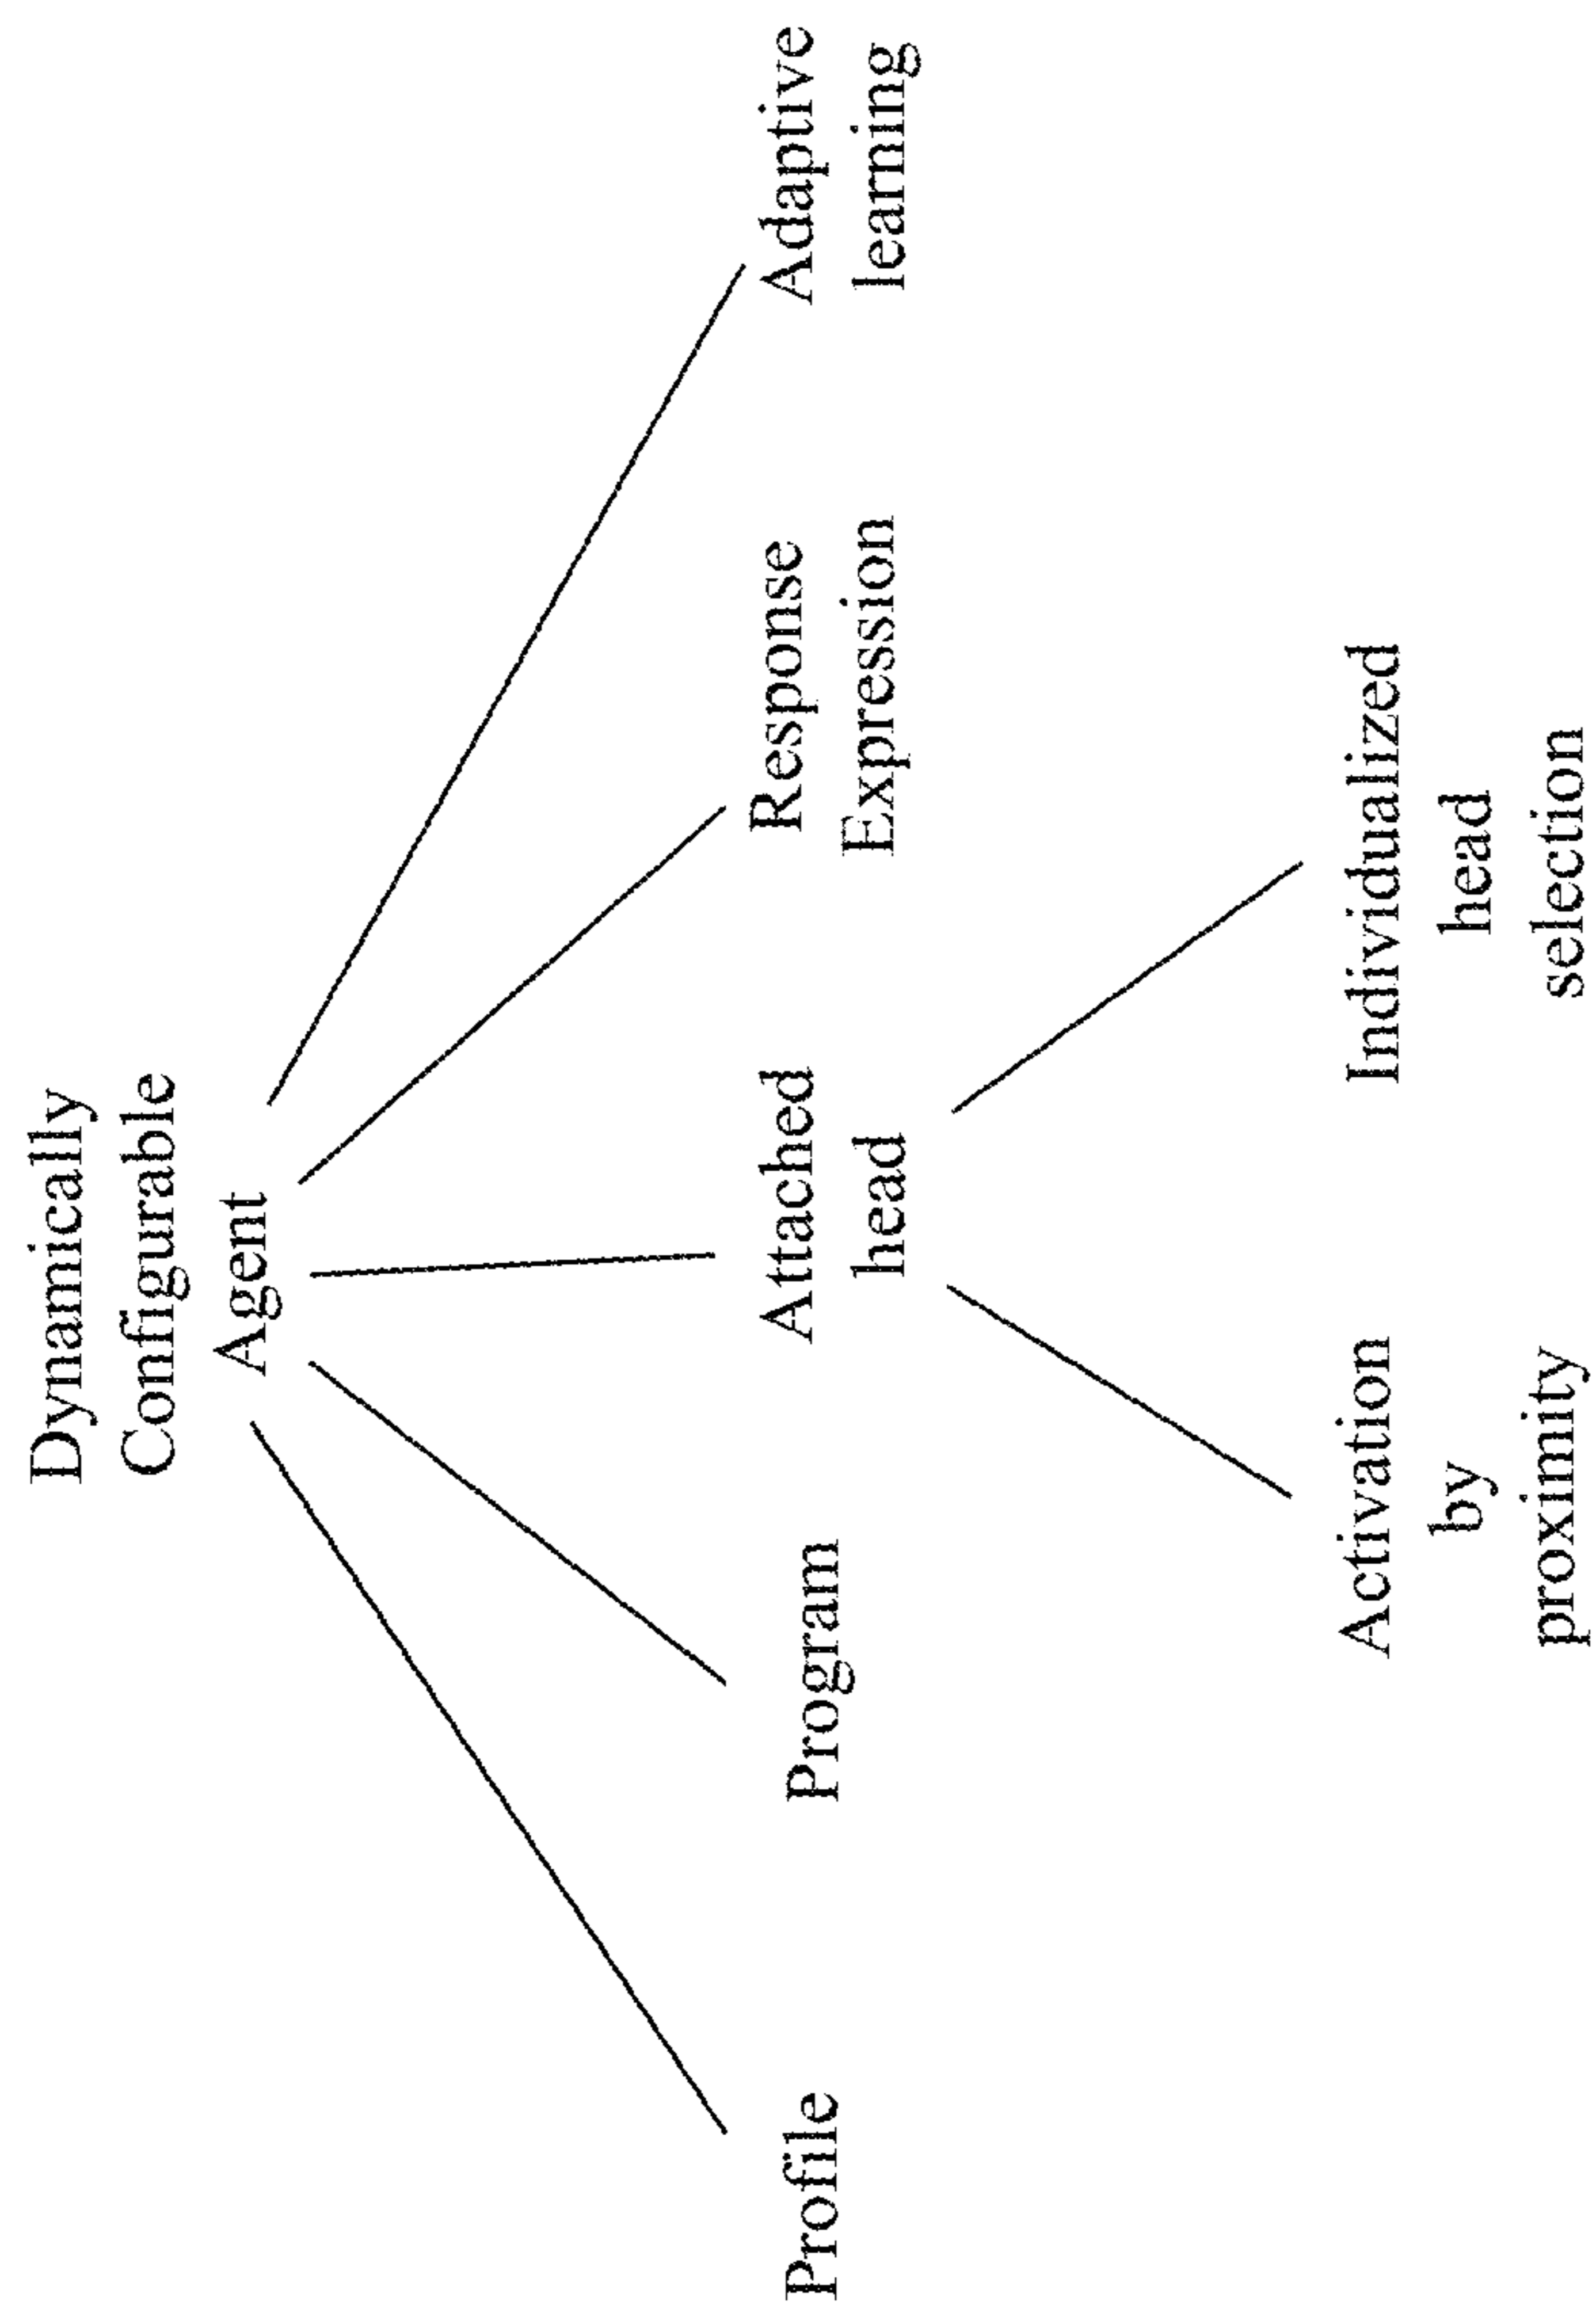 Dynamically
Configurable
Agent
Profile
Program
Attached
head
Response
Expression
Adaptive
learning
Activation
by
proximity
Individualized
head
selection